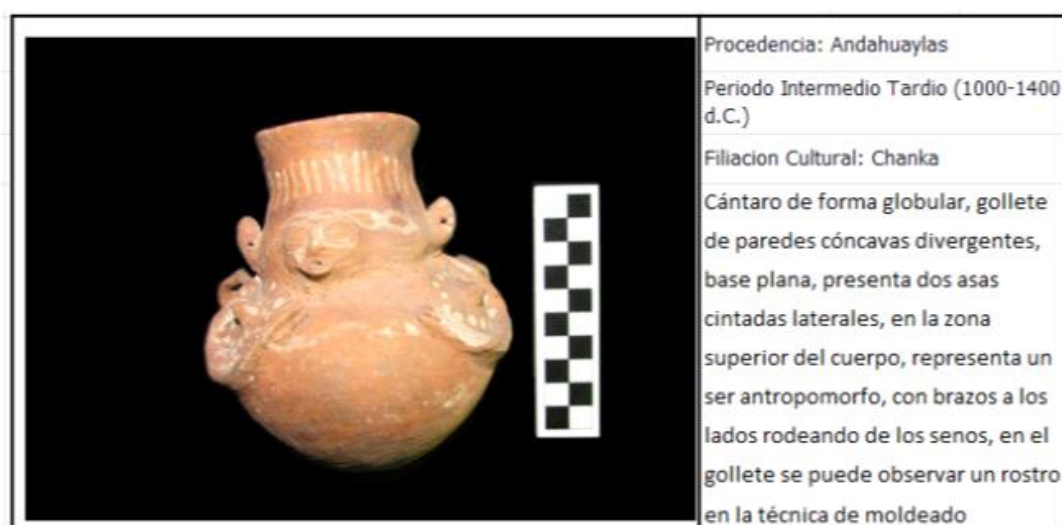 Procedencia: Andahuaylas
Periodo Intermedio Tardio (1000-1400
d.C.)
Filiacion Cultural: Chanka
Cántaro de forma globular, gollete
de paredes cóncavas divergentes,
base plana, presenta dos asas
cintadas laterales, en la zona
superior del cuerpo, representa un
ser antropomorfo, con brazos a los
lados rodeando de los senos, en el
gollete se puede observar un rostro
en la técnica de moldeado